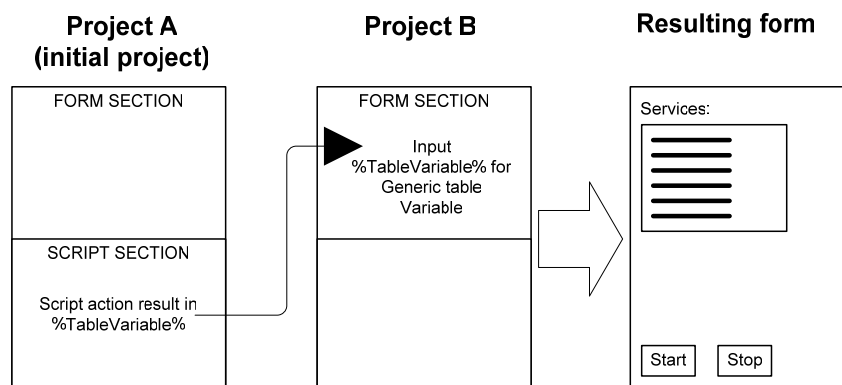 Project A
(initial project)
Project B
Resulting form
FORM SECTION
SCRIPT SECTION
Script action result in
%TableVariable%
FORM SECTION
Input
%TableVariable% for
Generic table
Variable
Services:
Start
Stop